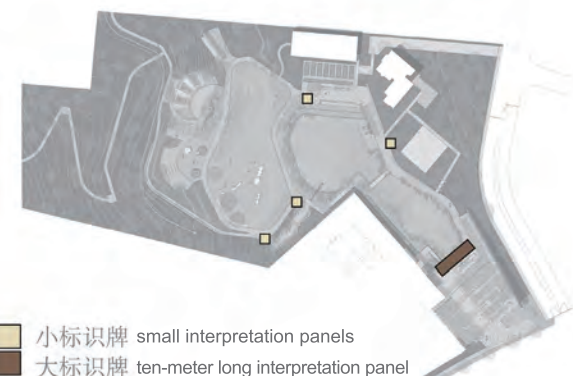 小标识牌 small interpretation panels
大标识牌 ten-meter long interpretation panel